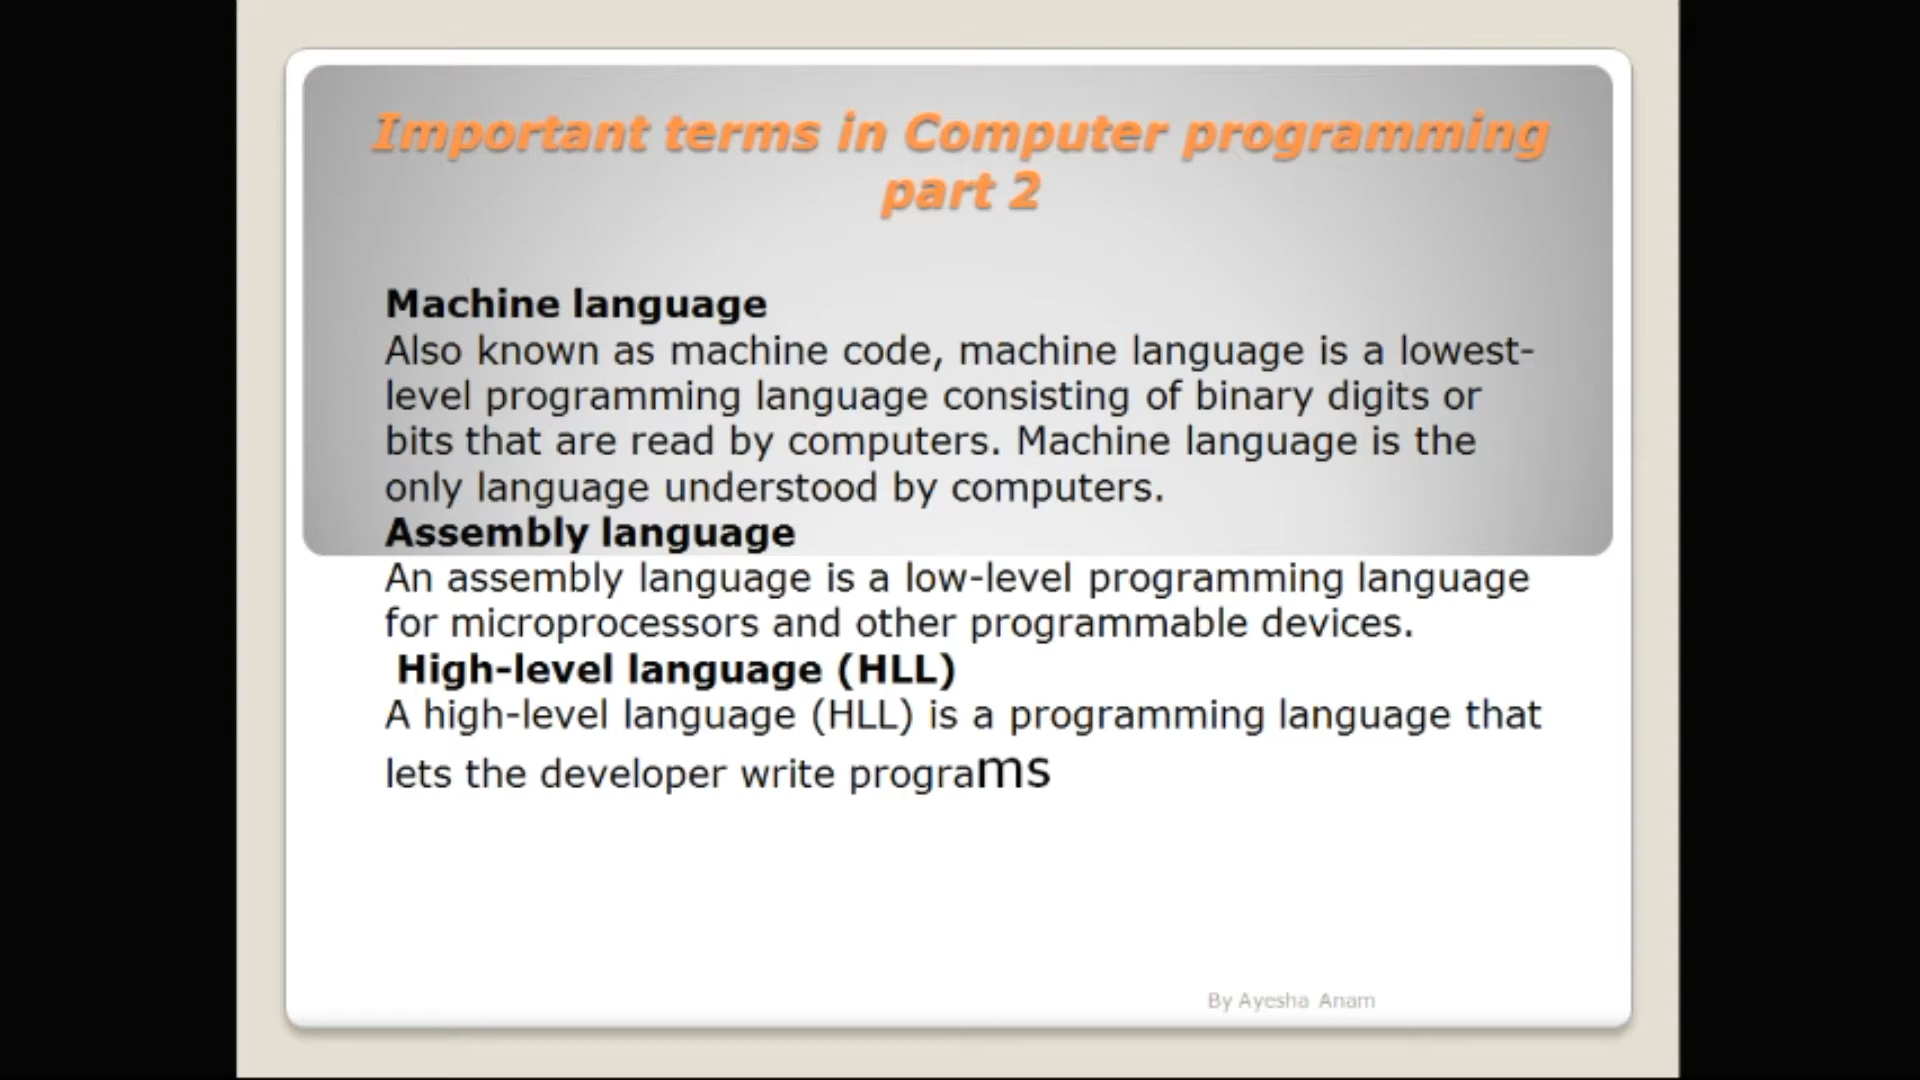 Important terms in Computer programming
part 2
Machine language
Also known as machine code, machine language is a lowest-
level programming language consisting of binary digits or
bits that are read by computers. Machine language is the
only language understood by computers.
Assembly language
An assembly language is a low-level programming language
for microprocessors and other programmable devices.
High-level language (HLL)
A high-level language (HLL) is a programming language that
lets the developer write programs
By Ayesha Anam